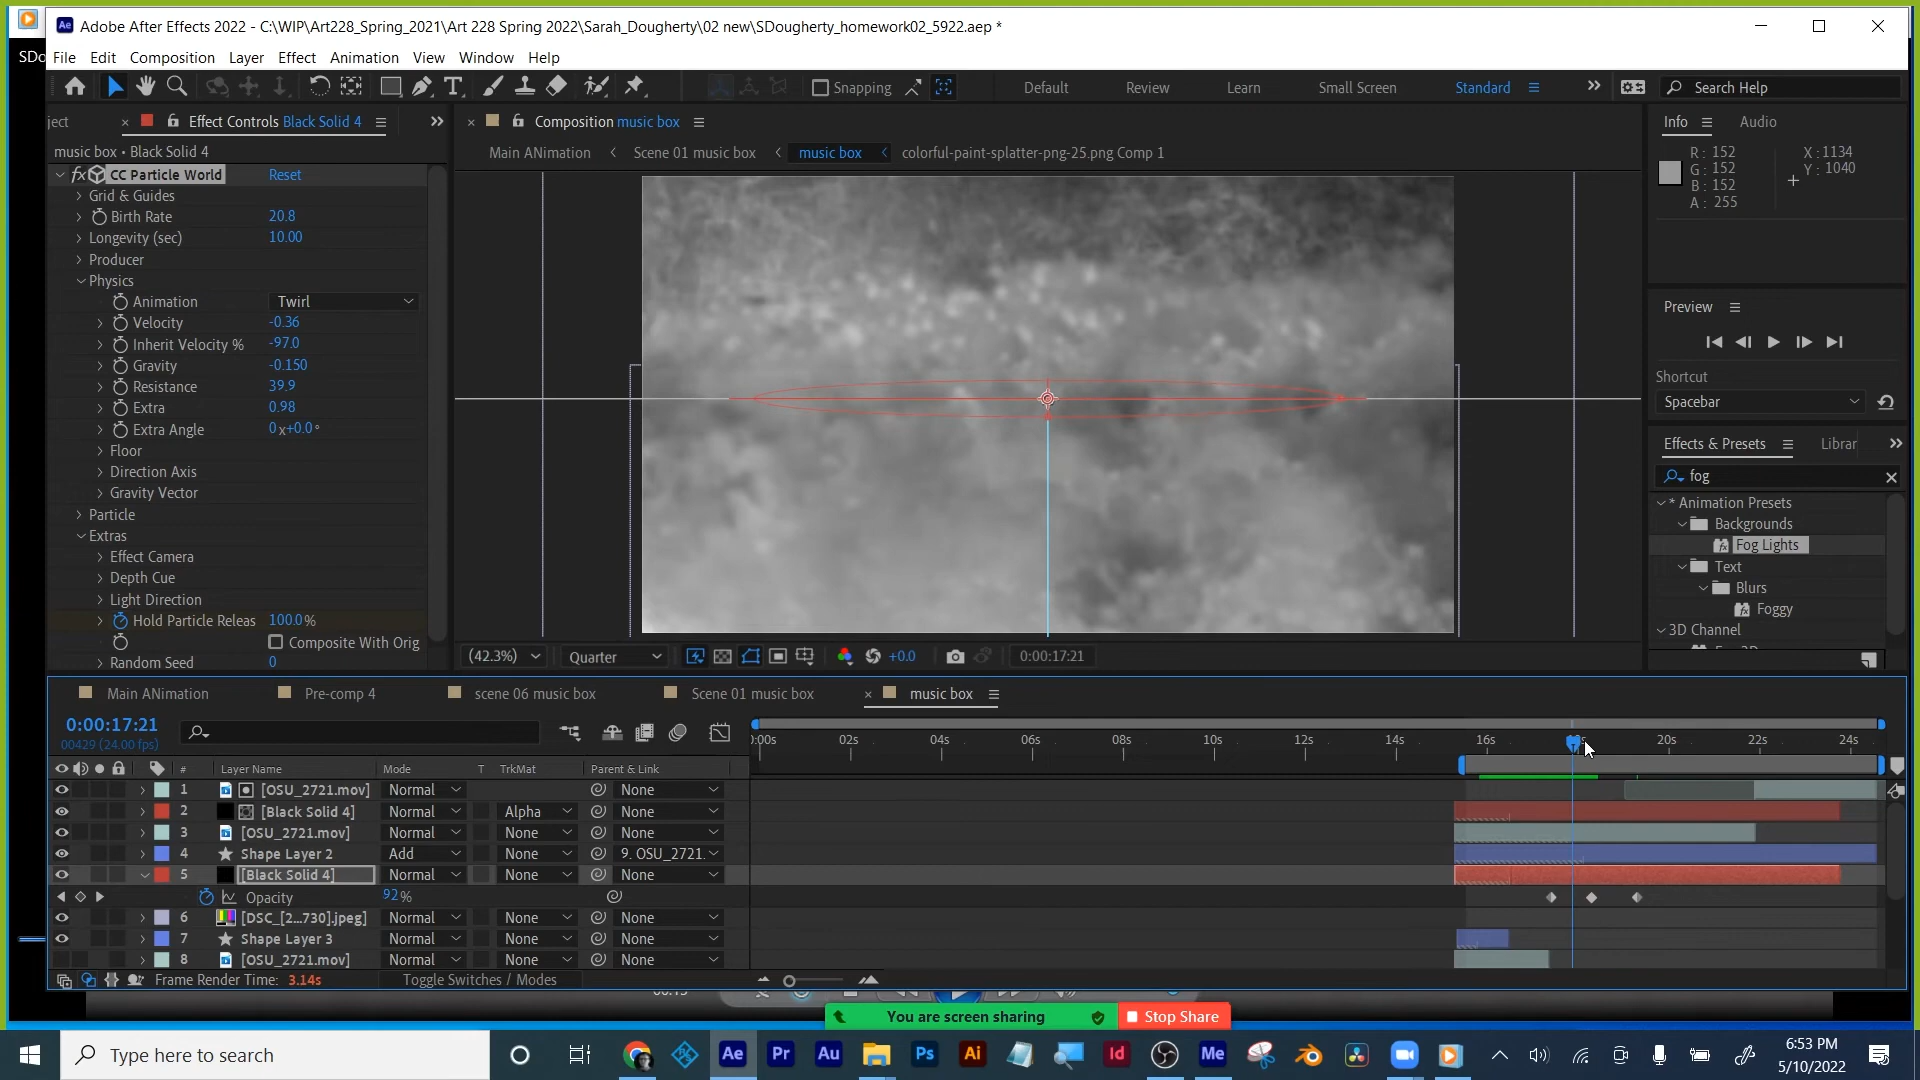 Adobe After Effects 2022 - C:\WIP\Art228_Spring_2021\Art 228 Spring 2022\Sarah_Dougherty\02 new\SDougherty_homework02_5922.aep *
SDo
File Edit Composition Layer Effect Animation View Window Help
Snapping Default Review Learn Small Screen Standard Search Help
ject Effect Controls Black Solid 4 Composition music box Info Audio
music box • Black Solid 4 Main ANimation Scene 01 music box music box colorful-paint-splatter-png-25.png Comp 1
R: 152 X: 1134
G: 152 Y: 1040
B: 152
A: 255
fx CC Particle World Reset
Grid & Guides
Birth Rate 20.8
Longevity (sec) 10.00
Producer
Physics
Animation Twirl
Velocity -0.36
Inherit Velocity % -97.0
Gravity -0.150
Resistance 39.9
Extra 0.98
Extra Angle 0x+0.0°
Floor
Direction Axis
Gravity Vector
Particle
Extras
Effect Camera
Depth Cue
Light Direction
Hold Particle Releas 100.0%
Composite With Orig
Random Seed 0
Preview
Shortcut
Spacebar
Effects & Presets Librar
fog
* Animation Presets
Backgrounds
Fog Lights
Text
Blurs
Foggy
3D Channel
(42.3%) Quarter +0.0 0:00:17:21
Main ANimation Pre-comp 4 scene 06 music box Scene 01 music box music box
0:00:17:21
00429 (24.00 fps)
:00s 02s 04s 06s 08s 10s 12s 14s 16s 20s 22s 24s
# Layer Name Mode T TrkMat Parent & Link
1 [OSU_2721.mov] Normal None
2 [Black Solid 4] Normal Alpha None
3 [OSU_2721.mov] Normal None None
4 Shape Layer 2 Add None 9. OSU_2721.
5 [Black Solid 4] Normal None None
Opacity 92%
6 [DSC_[2...730].jpeg] Normal None None
7 Shape Layer 3 Normal None None
8 [OSU_2721.mov] Normal None None
Frame Render Time: 3.14s Toggle Switches / Modes
You are screen sharing Stop Share
Type here to search
Ae Pr Au Ps Ai Id Me
6:53 PM
5/10/2022